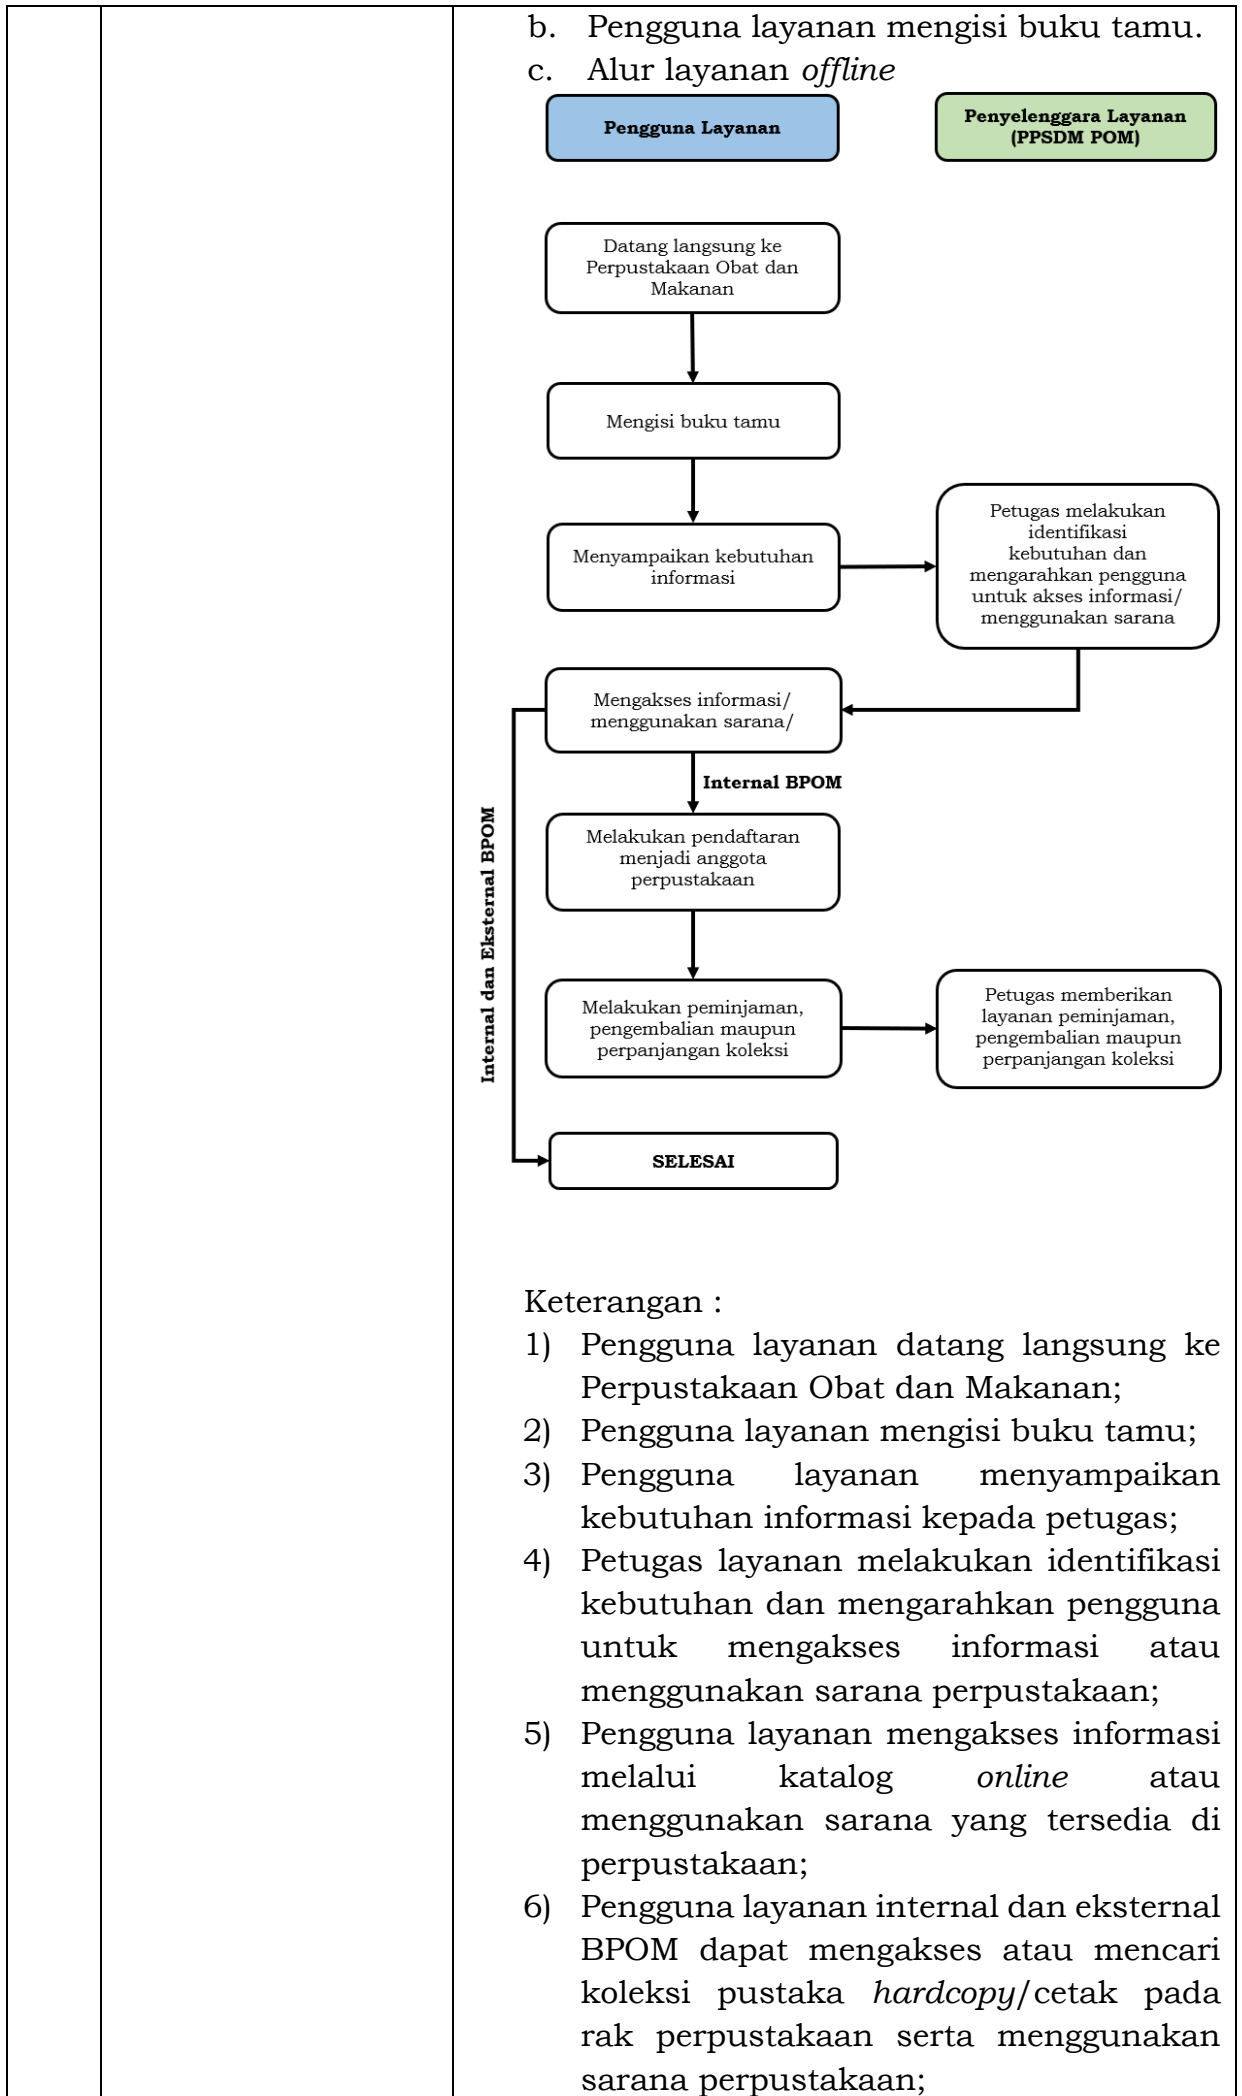 b. Pengguna layanan mengisi buku tamu.
c. Alur layanan offline
Pengguna Layanan
Penyelenggara Layanan
(PPSDM POM)
Datang langsung ke
Perpustakaan Obat dan
Makanan
Mengisi buku tamu
Menyampaikan kebutuhan
informasi
Petugas melakukan
identifikasi
kebutuhan dan
mengarahkan pengguna
untuk akses informasi/
menggunakan sarana
Mengakses informasi/
menggunakan sarana/
Internal BPOM
Internal dan Eksternal BPOM
Melakukan pendaftaran
menjadi anggota
perpustakaan
Melakukan peminjaman,
pengembalian maupun
perpanjangan koleksi
Petugas memberikan
layanan peminjaman,
pengembalian maupun
perpanjangan koleksi
SELESAI
Keterangan :
1) Pengguna layanan datang langsung ke
Perpustakaan Obat dan Makanan;
2) Pengguna layanan mengisi buku tamu;
3) Pengguna layanan menyampaikan
kebutuhan informasi kepada petugas;
4) Petugas layanan melakukan identifikasi
kebutuhan dan mengarahkan pengguna
untuk mengakses informasi atau
menggunakan sarana perpustakaan;
5) Pengguna layanan mengakses informasi
melalui katalog online atau
menggunakan sarana yang tersedia di
perpustakaan;
6) Pengguna layanan internal dan eksternal
BPOM dapat mengakses atau mencari
koleksi pustaka hardcopy/cetak pada
rak perpustakaan serta menggunakan
sarana perpustakaan;